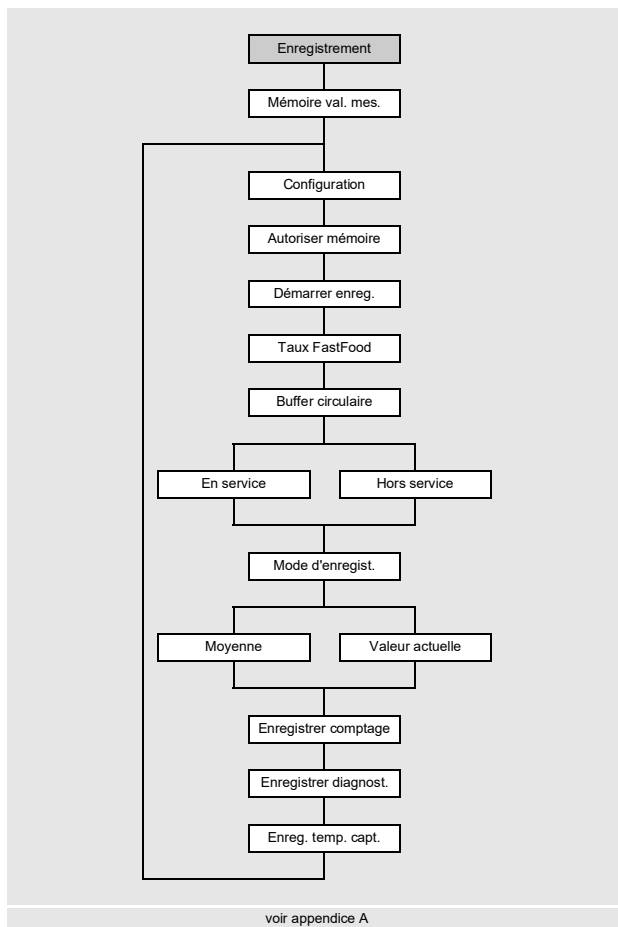 Enregistrement
Mémoire val. mes.
Configuration
Autoriser mémoire
Démarrer enreg.
Taux FastFood
Buffer circulaire
En service
Hors service
Mode d'enregist.
Moyenne
Valeur actuelle
Enregistrer comptage
Enregistrer diagnost.
Enreg. temp. capt.
voir appendice A